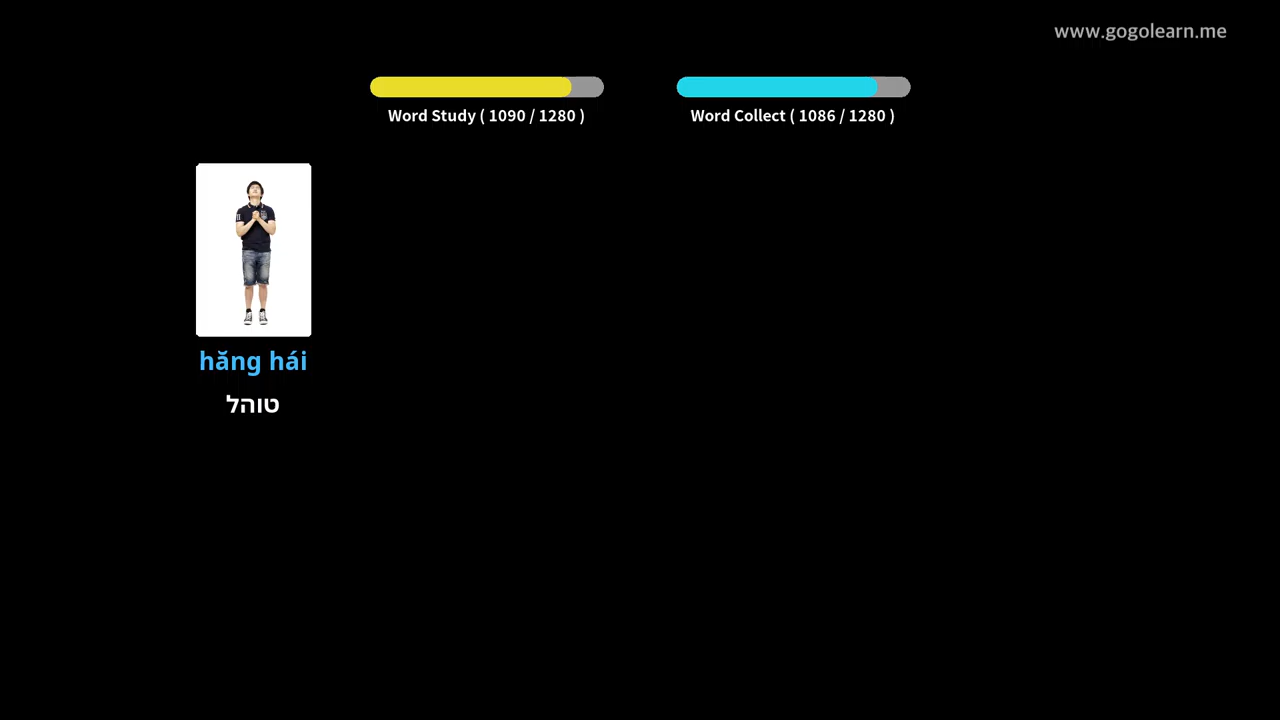 www.gogolearn.me
Word Study ( 1090 / 1280 )
Word Collect ( 1086 / 1280 )
hăng hái
טוהל